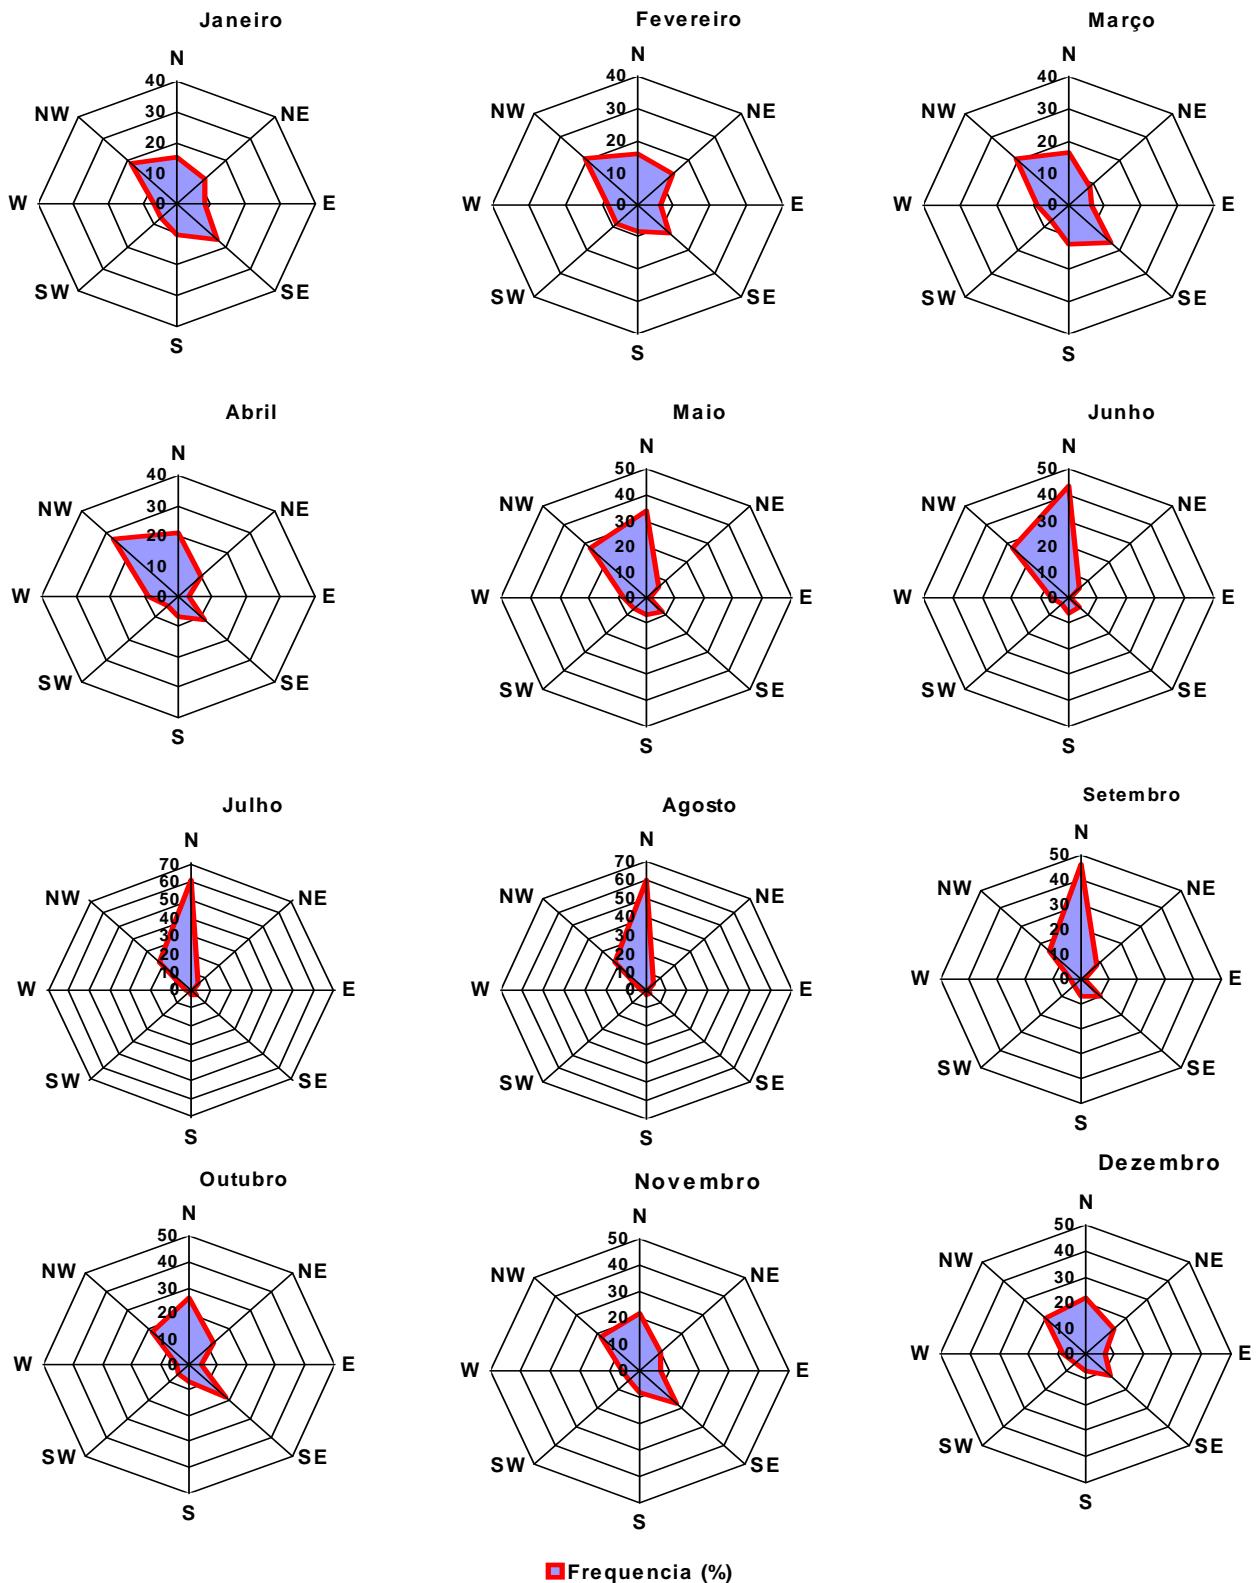 Janeiro
N
40
30
20
10
0
NW
NE
W
E
SW
SE
S
Fevereiro
N
40
30
20
10
0
NW
NE
W
E
SW
SE
S
Março
N
40
30
20
10
0
NW
NE
W
E
SW
SE
S
Abril
N
40
30
20
10
0
NW
NE
W
E
SW
SE
S
Maio
N
50
40
30
20
10
0
NW
NE
W
E
SW
SE
S
Junho
N
50
40
30
20
10
0
NW
NE
W
E
SW
SE
S
Julho
N
70
60
50
40
30
20
10
0
NW
NE
W
E
SW
SE
S
Agosto
N
70
60
50
40
30
20
10
0
NW
NE
W
E
SW
SE
S
Setembro
N
50
40
30
20
10
0
NW
NE
W
E
SW
SE
S
Outubro
N
50
40
30
20
10
0
NW
NE
W
E
SW
SE
S
Novembro
N
50
40
30
20
10
0
NW
NE
W
E
SW
SE
S
Dezembro
N
50
40
30
20
10
0
NW
NE
W
E
SW
SE
S
Frequencia (%)